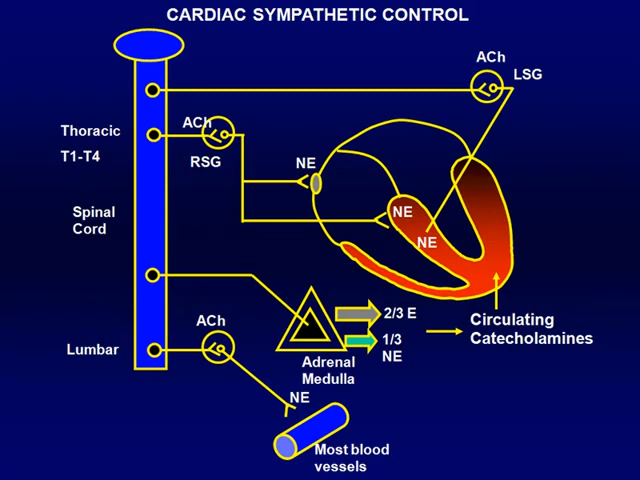 CARDIAC SYMPATHETIC CONTROL
ACh
LSG
Thoracic
T1-T4
ACh
RSG
NE
NE
NE
Spinal
Cord
ACh
Lumbar
2/3 E
1/3
NE
Adrenal
Medulla
Circulating
Catecholamines
NE
Most blood
vessels